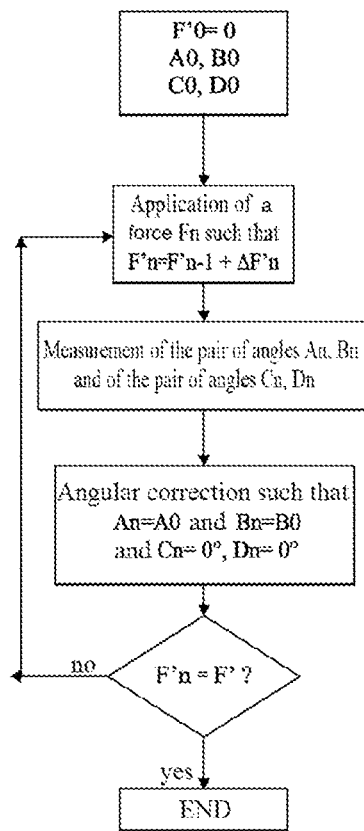 F'0= 0
A0, B0
C0, D0
Application of a
force Fn such that
F'n=F'n-1 + ΔF'n
Measurement of the pair of angles An, Bn
and of the pair of angles Cn, Dn
Angular correction such that
An=A0 and Bn=B0
and Cn= 0°, Dn= 0°
F'n = F' ?
no
yes
END